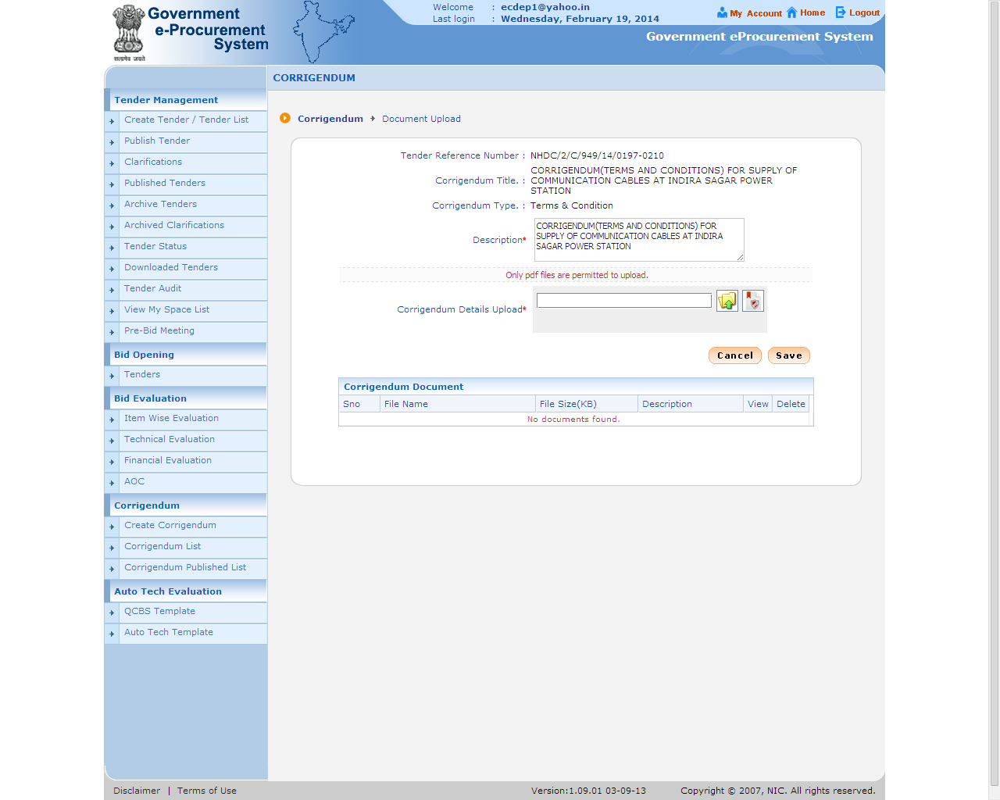 Government
e-Procurement
System
सत्यमेव जयते
Welcome : ecdep1@yahoo.in
Last login : Wednesday, February 19, 2014
My Account Home Logout
Government eProcurement System
CORRIGENDUM
Tender Management
Create Tender / Tender List
Publish Tender
Clarifications
Published Tenders
Archive Tenders
Archived Clarifications
Tender Status
Downloaded Tenders
Tender Audit
View My Space List
Pre-Bid Meeting
Bid Opening
Tenders
Bid Evaluation
Item Wise Evaluation
Technical Evaluation
Financial Evaluation
AOC
Corrigendum
Create Corrigendum
Corrigendum List
Corrigendum Published List
Auto Tech Evaluation
QCBS Template
Auto Tech Template
Corrigendum Document Upload
Tender Reference Number : NHDC/2/C/949/14/0197-0210
Corrigendum Title. : CORRIGENDUM(TERMS AND CONDITIONS) FOR SUPPLY OF
COMMUNICATION CABLES AT INDIRA SAGAR POWER
STATION
Corrigendum Type. : Terms & Condition
Description* CORRIGENDUM(TERMS AND CONDITIONS) FOR
SUPPLY OF COMMUNICATION CABLES AT INDIRA
SAGAR POWER STATION
Only pdf files are permitted to upload.
Corrigendum Details Upload*
Cancel Save
Corrigendum Document
Sno File Name File Size(KB) Description View Delete
No documents found.
Disclaimer | Terms of Use Version:1.09.01 03-09-13 Copyright © 2007, NIC. All rights reserved.